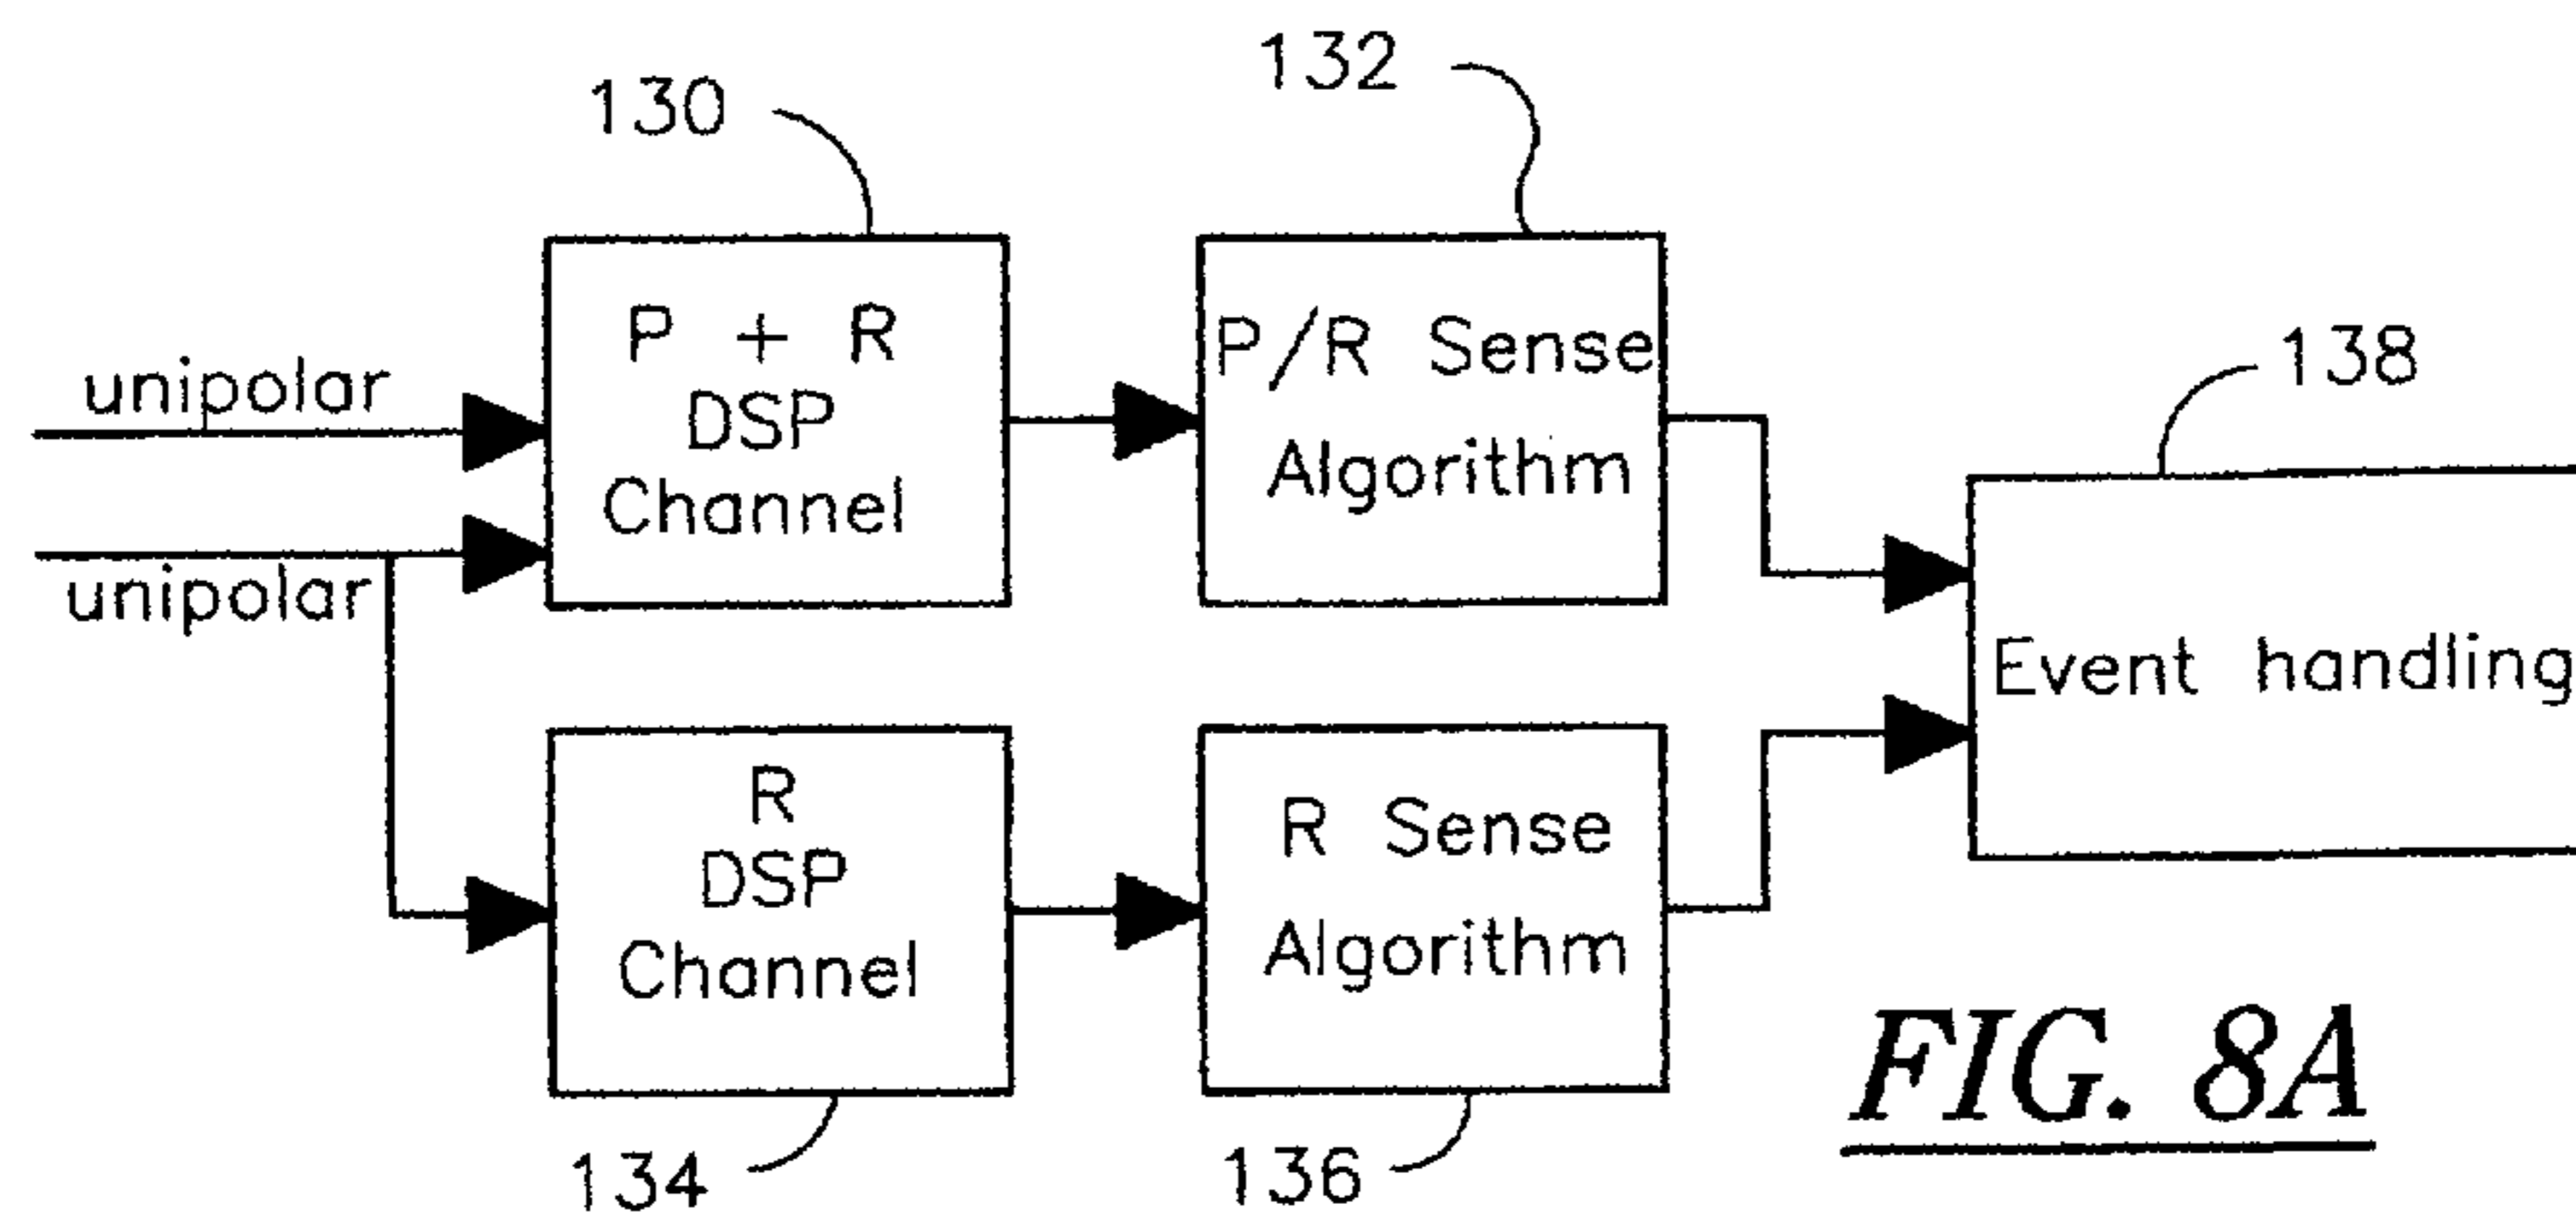 130
132
138
unipolar
unipolar
P + R
DSP
Channel
P/R Sense
Algorithm
Event handling
R
DSP
Channel
R Sense
Algorithm
134
136
FIG. 8A